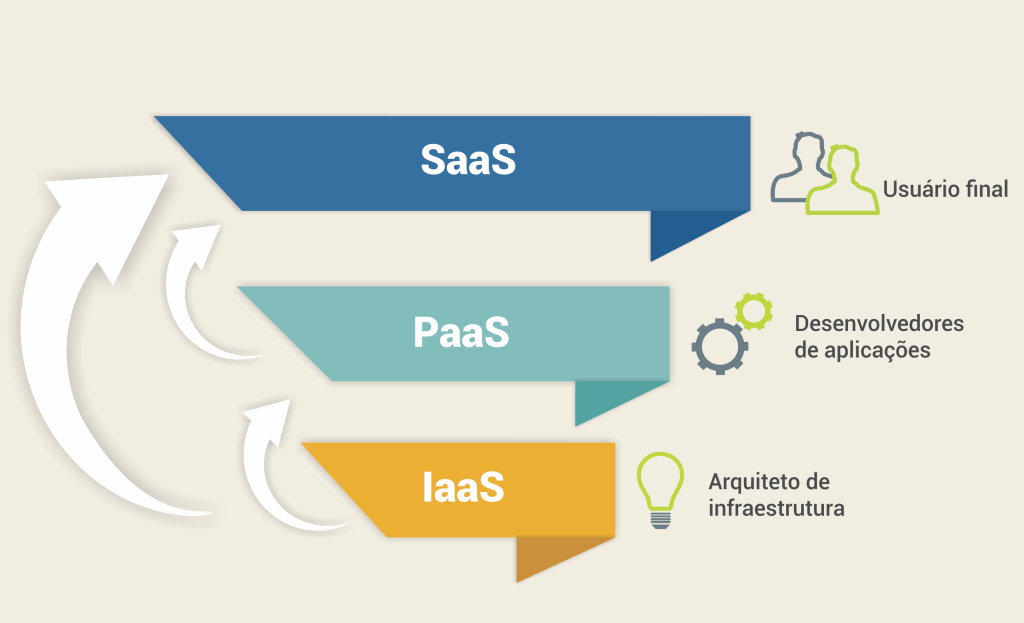 SaaS
Usuário final
PaaS
Desenvolvedores
de aplicações
IaaS
Arquiteto de
infraestrutura